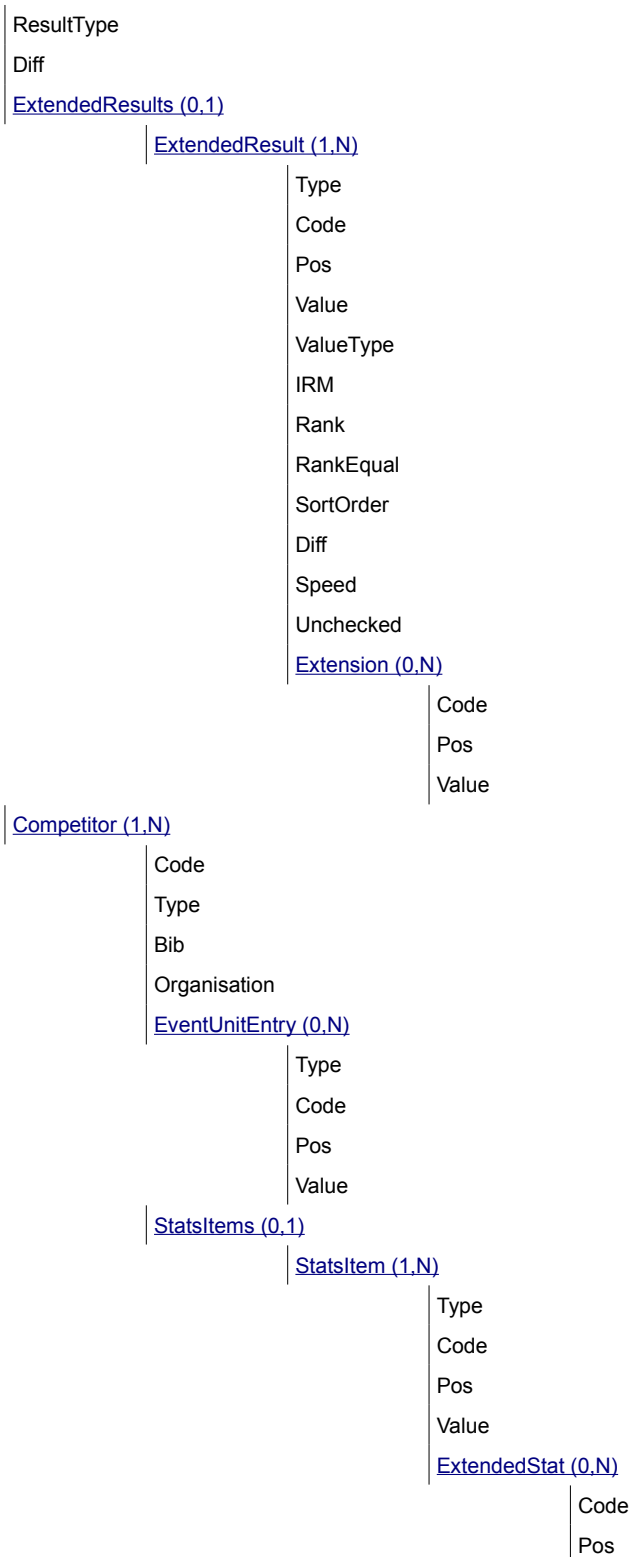 ResultType
Diff
ExtendedResults (0,1)
ExtendedResult (1,N)
Type
Code
Pos
Value
ValueType
IRM
Rank
RankEqual
SortOrder
Diff
Speed
Unchecked
Extension (0,N)
Code
Pos
Value
Competitor (1,N)
Code
Type
Bib
Organisation
EventUnitEntry (0,N)
Type
Code
Pos
Value
StatsItems (0,1)
StatsItem (1,N)
Type
Code
Pos
Value
ExtendedStat (0,N)
Code
Pos